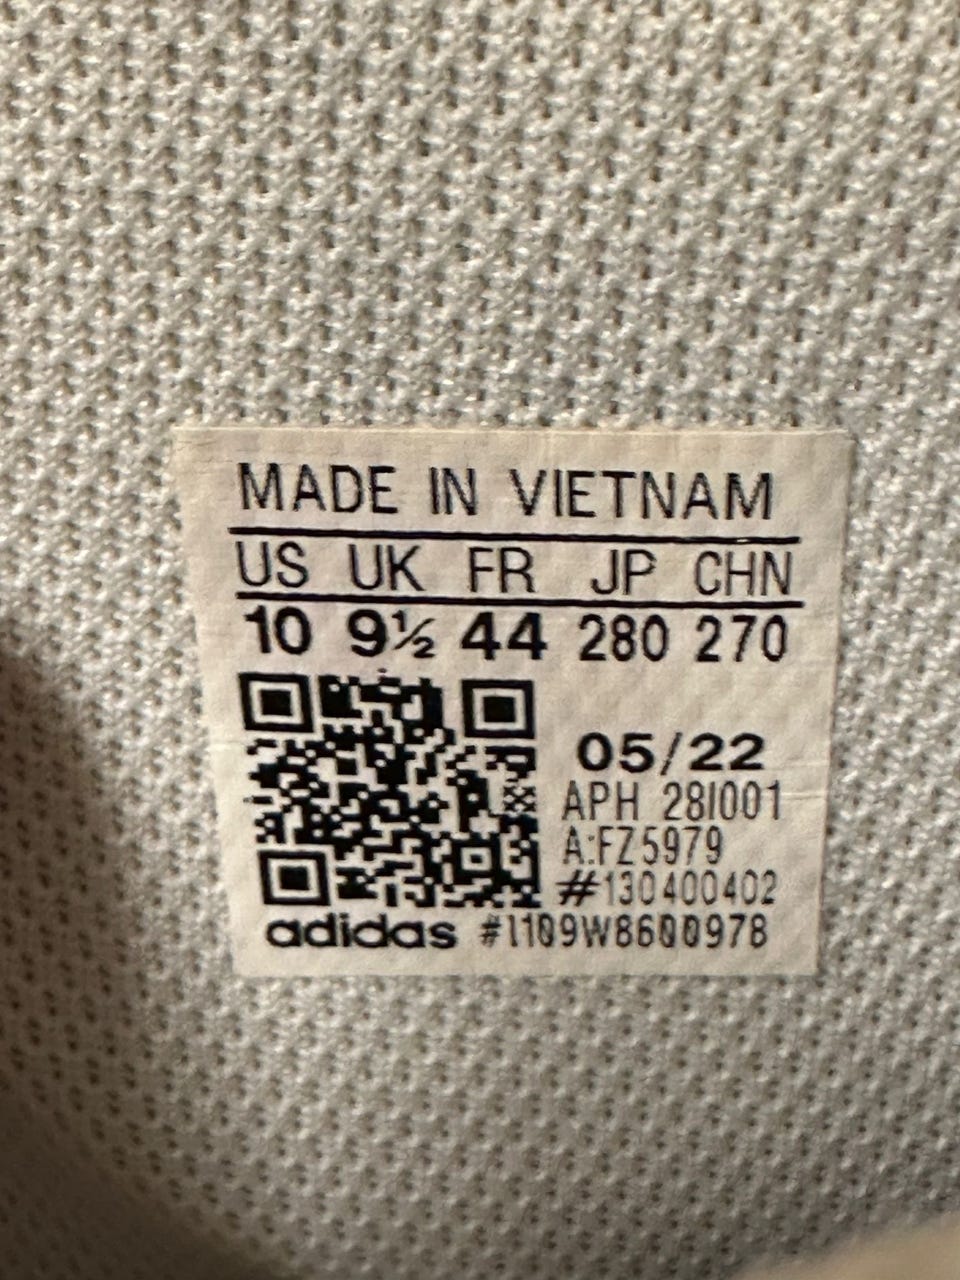 MADE IN VIETNAM
US UK FR JP CHN
10 9½ 44 280 270
05/22
APH 28I001
A:FZ5979
#130400402
adidas #1109W8600978